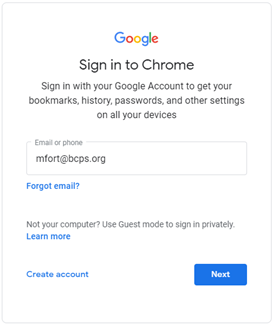 Google
Sign in to Chrome
Sign in with your Google Account to get your
bookmarks, history, passwords, and other settings
on all your devices
Email or phone
mfort@bcps.org
Forgot email?
Not your computer? Use Guest mode to sign in privately.
Learn more
Create account
Next